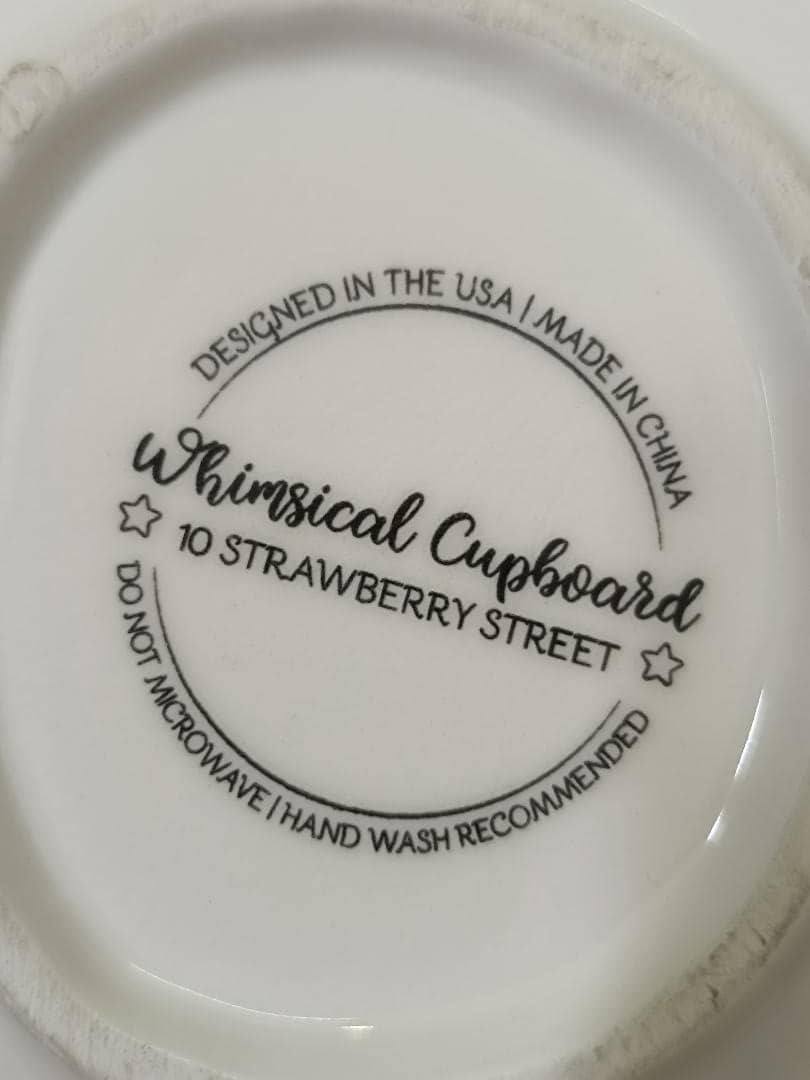 DESIGNED IN THE USA | MADE IN CHINA
Whimsical Cupboard
10 STRAWBERRY STREET
DO NOT MICROWAVE | HAND WASH RECOMMENDED